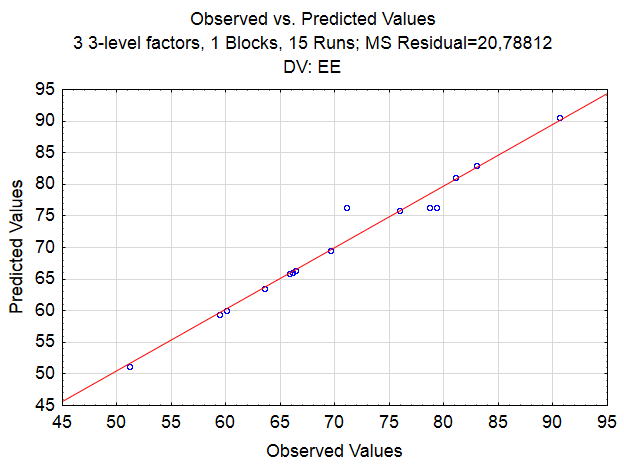 Observed vs. Predicted Values
3 3-level factors, 1 Blocks, 15 Runs; MS Residual=20,78812
DV: EE
95
90
85
80
75
70
65
60
55
50
45
Predicted Values
45 50 55 60 65 70 75 80 85 90 95
Observed Values